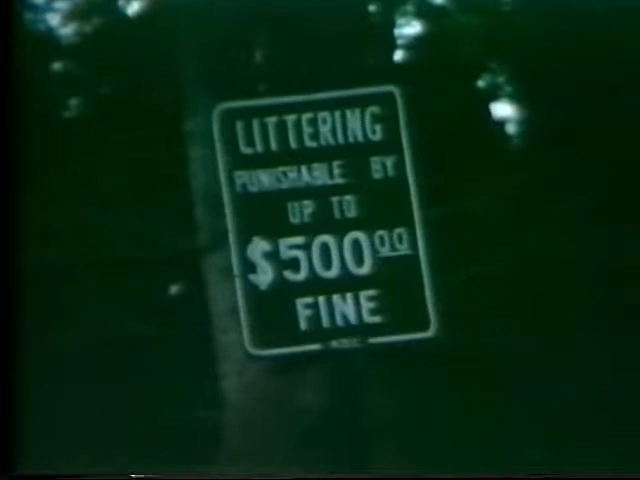 LITTERING
PUNISHABLE BY
UP TO
$500.00
FINE